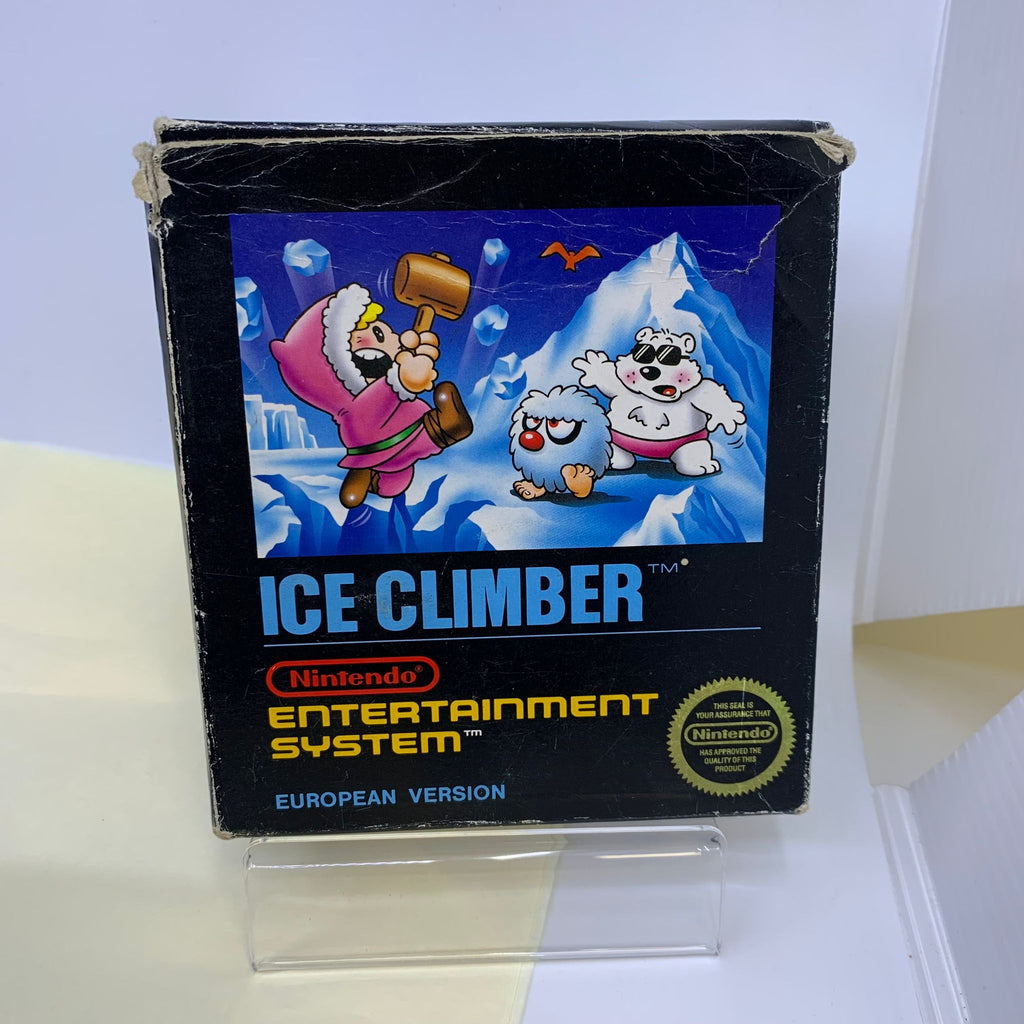 ICE CLIMBER™
Nintendo®
ENTERTAINMENT
SYSTEM™
EUROPEAN VERSION
THIS SEAL IS
YOUR ASSURANCE THAT
Nintendo®
HAS APPROVED THE
QUALITY OF THIS
PRODUCT